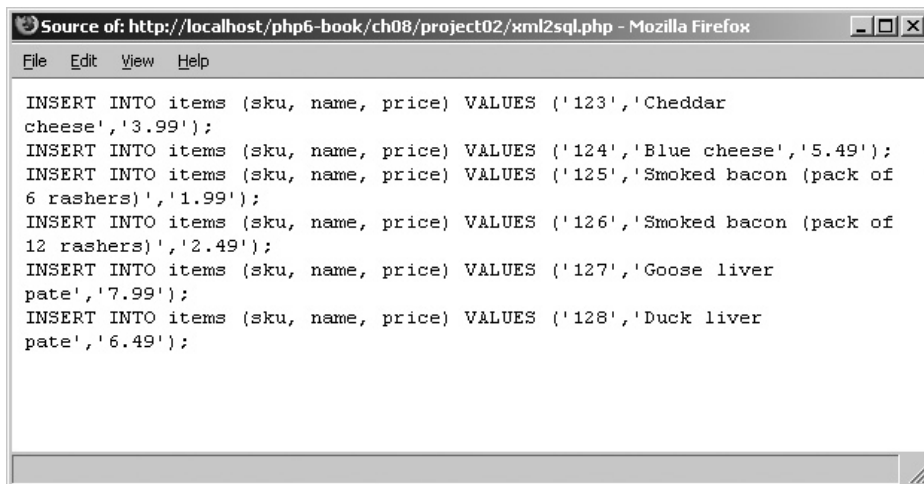 Source of: http://localhost/php6-book/ch08/project02/xml2sql.php - Mozilla Firefox
File Edit View Help
INSERT INTO items (sku, name, price) VALUES ('123','Cheddar
cheese','3.99');
INSERT INTO items (sku, name, price) VALUES ('124','Blue cheese','5.49');
INSERT INTO items (sku, name, price) VALUES ('125','Smoked bacon (pack of
6 rashers)','1.99');
INSERT INTO items (sku, name, price) VALUES ('126','Smoked bacon (pack of
12 rashers)','2.49');
INSERT INTO items (sku, name, price) VALUES ('127','Goose liver
pate','7.99');
INSERT INTO items (sku, name, price) VALUES ('128','Duck liver
pate','6.49');